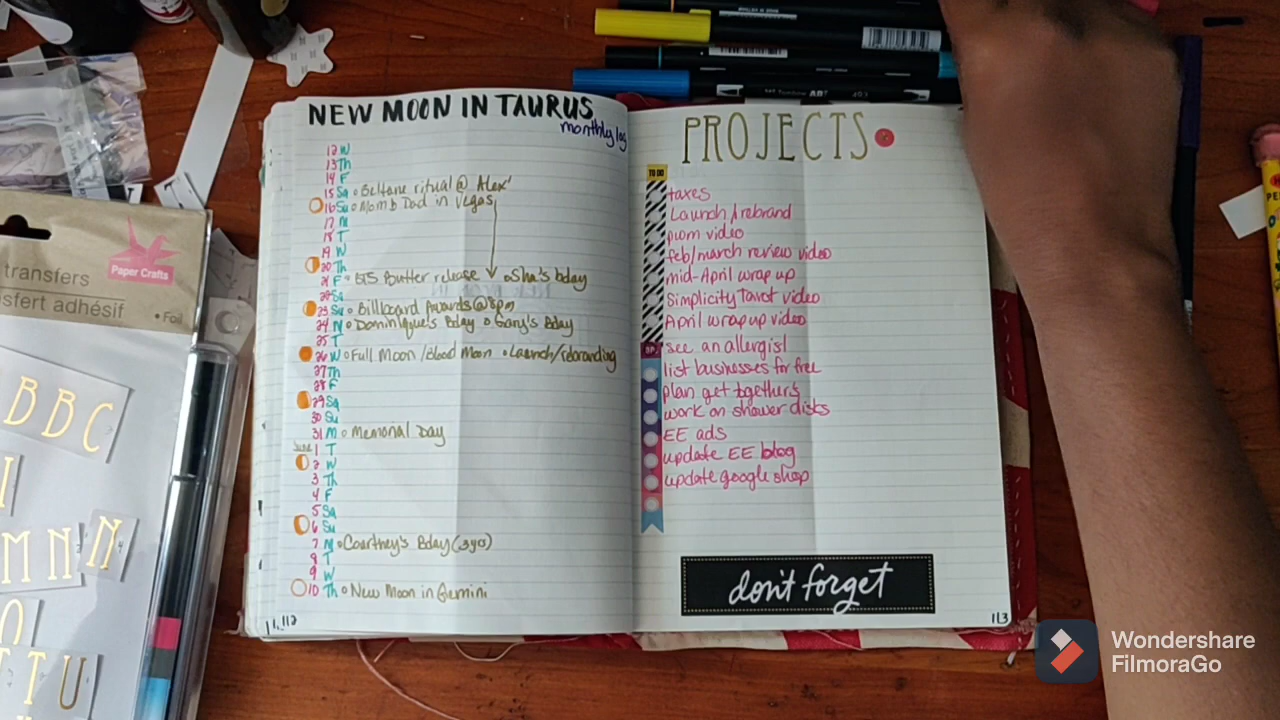 NEW MOON IN TAURUS
monthly log
12 W
13 Th
14 F
15 Sa Beltane ritual @ Alex'
16 Su Mom & Dad in Vegas
17 M
18 T
19 W
20 Th
21 F BTS Butter release Sha's bday
22 Sa
23 Su Billboard Awards @ 8pm
24 M Dominique's Bday Gary's Bday
25 T
26 W Full Moon / Blood Moon Launch/rebranding
27 Th
28 F
29 Sa
30 Su
31 M Memorial Day
June 1 T
2 W
3 Th
4 F
5 Sa
6 Su
7 M Courtney's Bday (3yo)
8 T
9 W
10 Th New Moon in Gemini
112
PROJECTS
TO DO
taxes
Launch / rebrand
pwm video
feb/march review video
mid-April wrap up
Simplicity Tarot video
April wrap up video
see an allergist
list businesses for free
plan get togethers
work on shower disks
EE ads
update EE blog
update google shop
don't forget
113
transfers
sfert adhésif
Paper Crafts
• Foil
B B C
I
M N N
T U
Wondershare
FilmoraGo